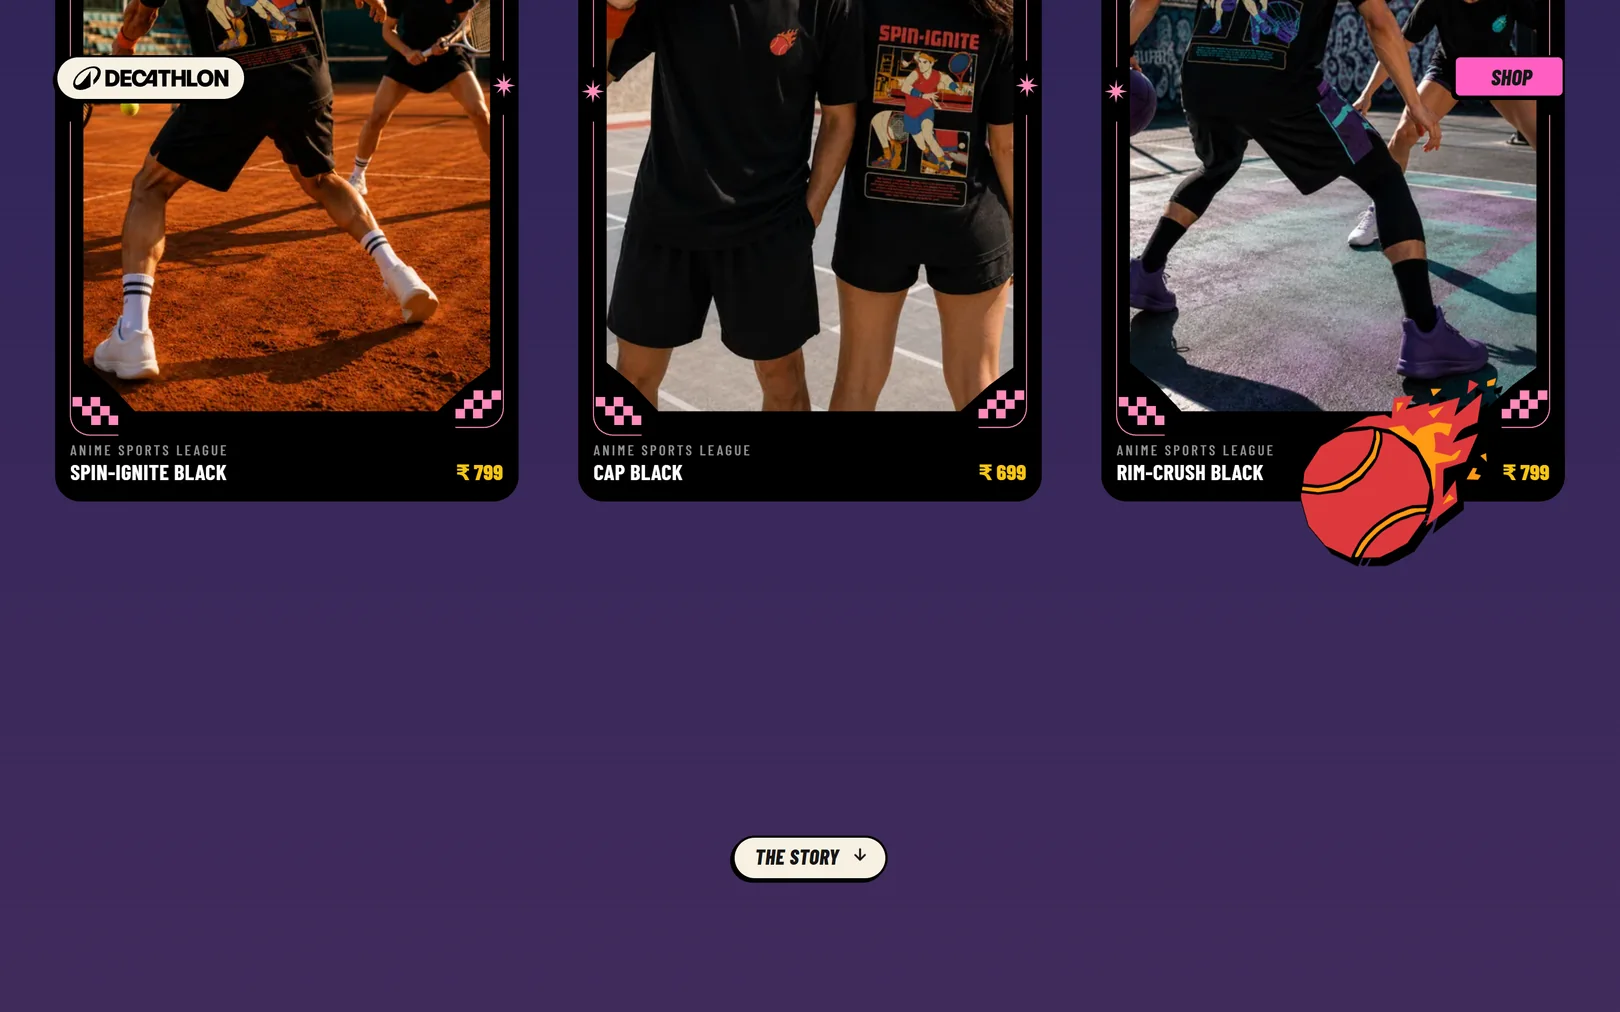 DECATHLON
SPIN-IGNITE
SHOP
ANIME SPORTS LEAGUE
SPIN-IGNITE BLACK
₹ 799
ANIME SPORTS LEAGUE
CAP BLACK
₹ 699
ANIME SPORTS LEAGUE
RIM-CRUSH BLACK
₹ 799
THE STORY